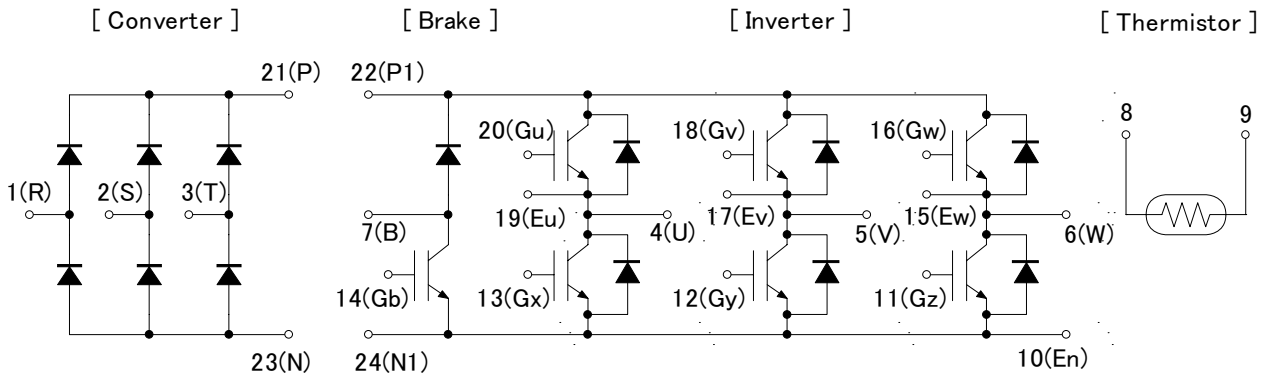 [ Converter ] [ Brake ] [ Inverter ] [ Thermistor ]
21(P) 22(P1)
20(Gu) 18(Gv) 16(Gw) 8 9
1(R) 2(S) 3(T)
7(B) 19(Eu) 4(U) 17(Ev) 5(V) 15(Ew) 6(W)
14(Gb) 13(Gx) 12(Gy) 11(Gz)
23(N) 24(N1) 10(En)